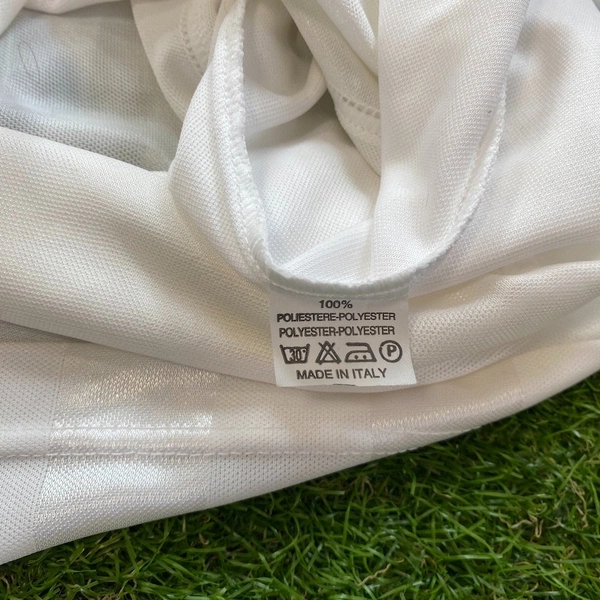 100%
POLIESTERE-POLYESTER
POLYESTER-POLYESTER
30° P
MADE IN ITALY